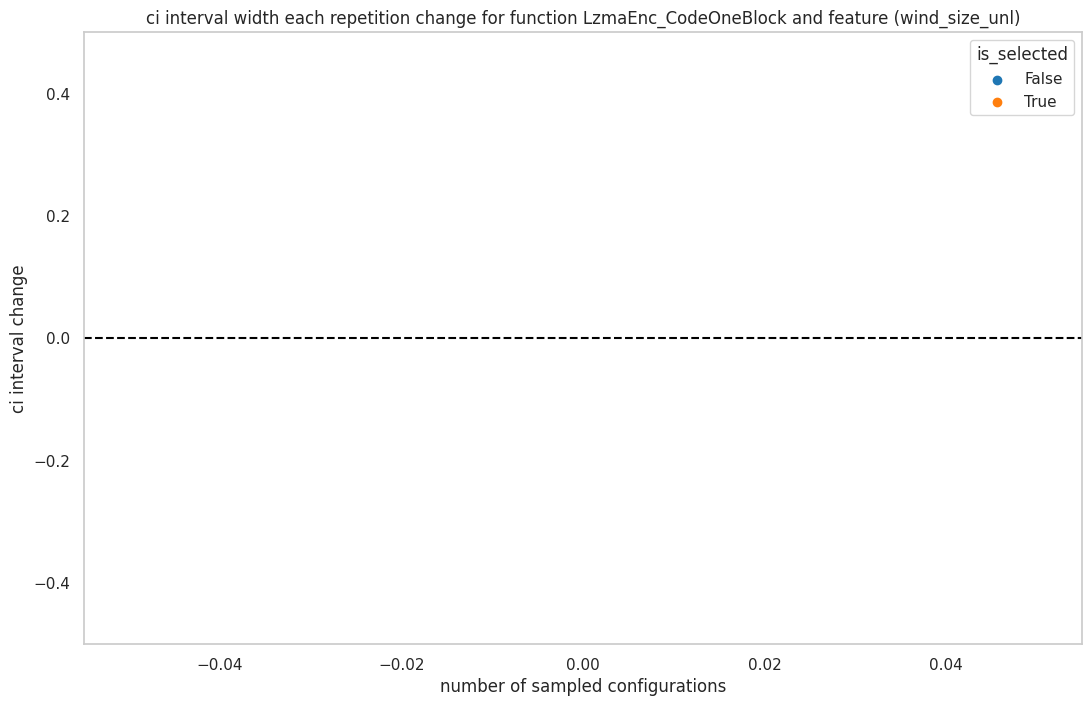 ci interval width each repetition change for function LzmaEnc_CodeOneBlock and feature (wind_size_unl)
is_selected
False
True
0.4
0.2
0.0
−0.2
−0.4
ci interval change
−0.04
−0.02
0.00
0.02
0.04
number of sampled configurations